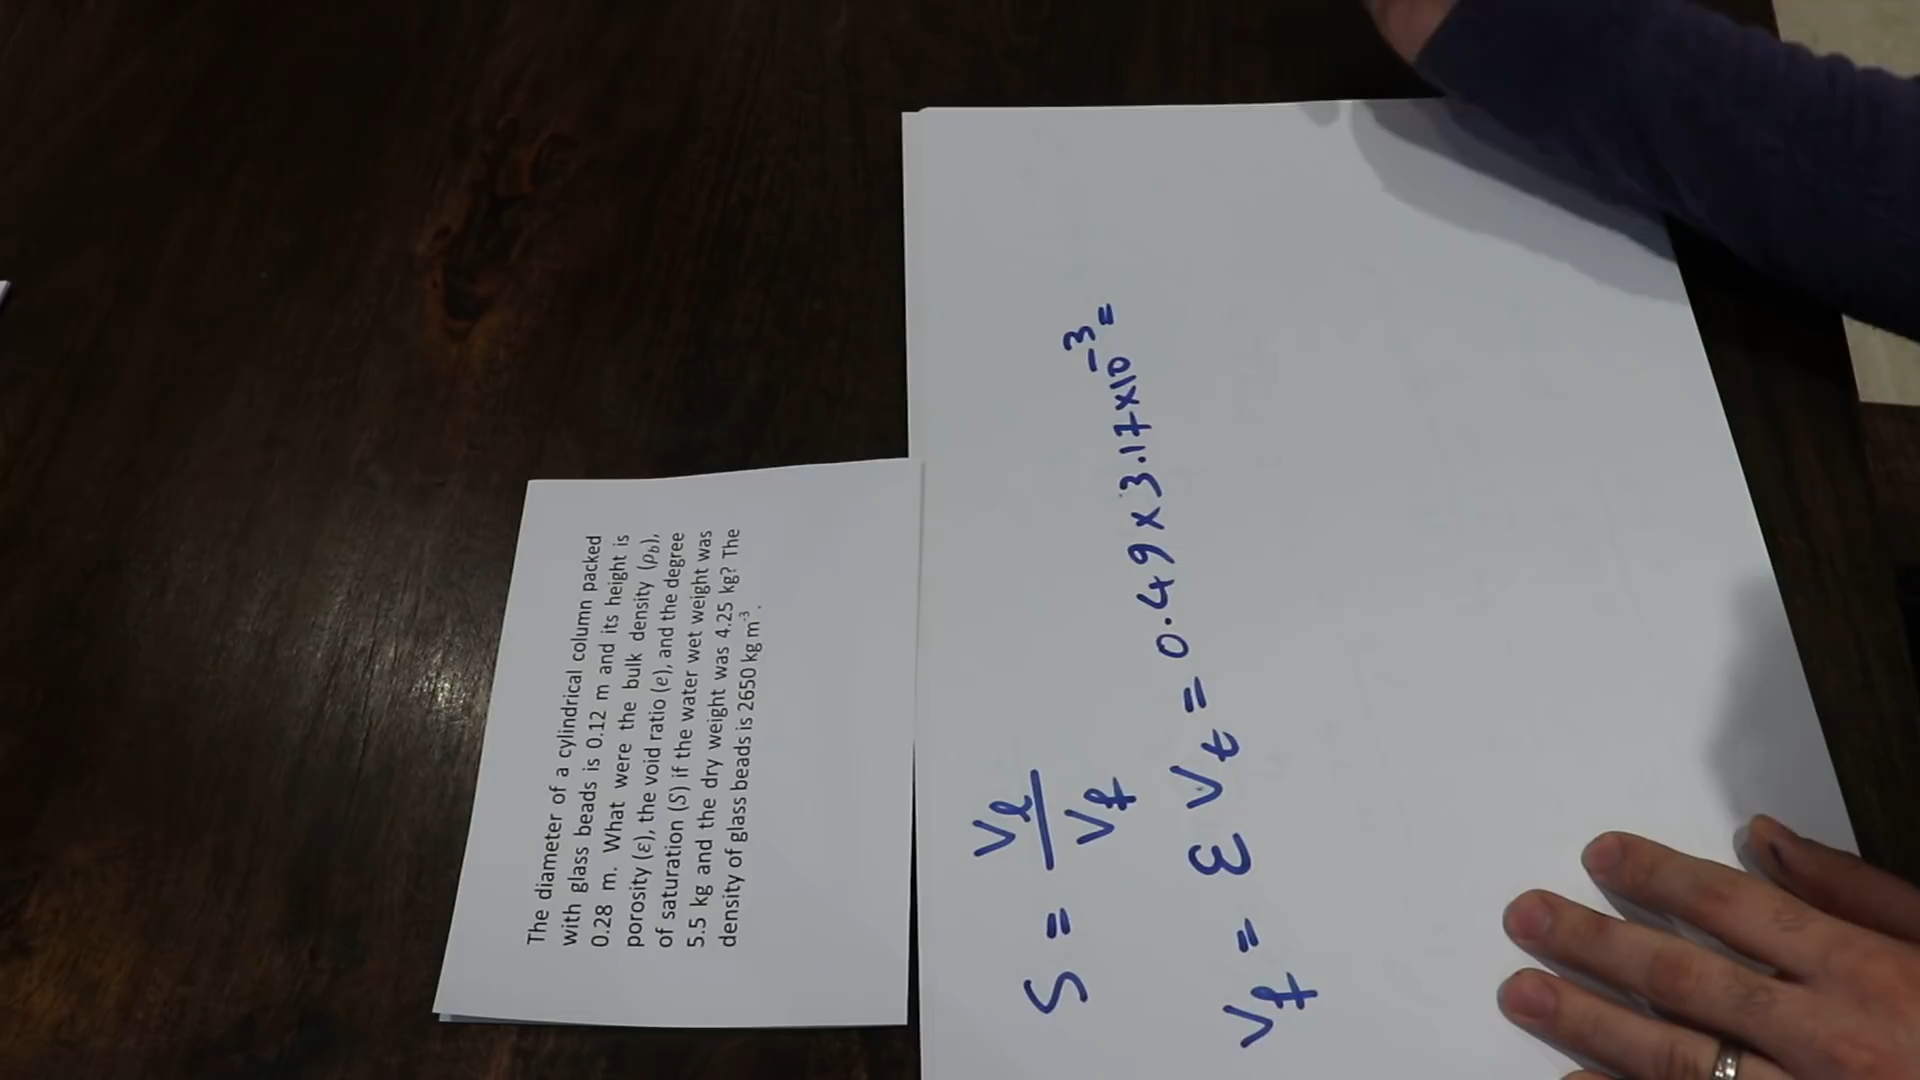 The diameter of a cylindrical column packed
with glass beads is 0.12 m and its height is
0.28 m. What were the bulk density (ρb),
porosity (ε), the void ratio (e), and the degree
of saturation (S) if the water wet weight was
5.5 kg and the dry weight was 4.25 kg? The
density of glass beads is 2650 kg m-3.
S = Vl / Vf
Vf = ε Vt = 0.49 x 3.17 x 10^-3 =